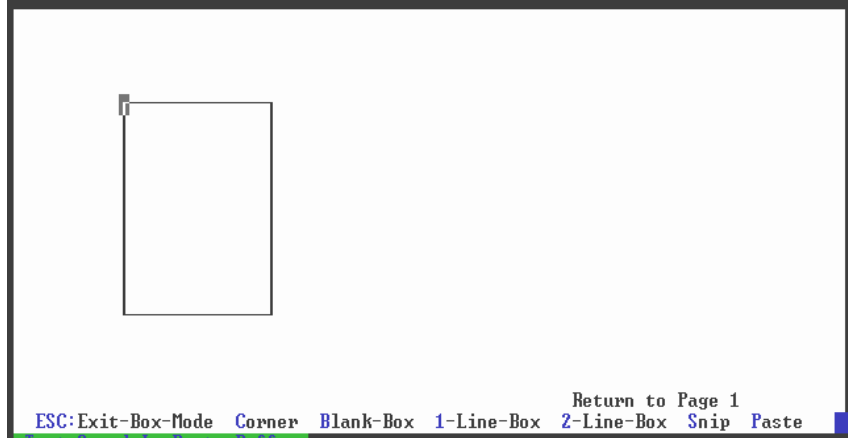 Return to Page 1
ESC:Exit-Box-Mode Corner Blank-Box 1-Line-Box 2-Line-Box Snip Paste